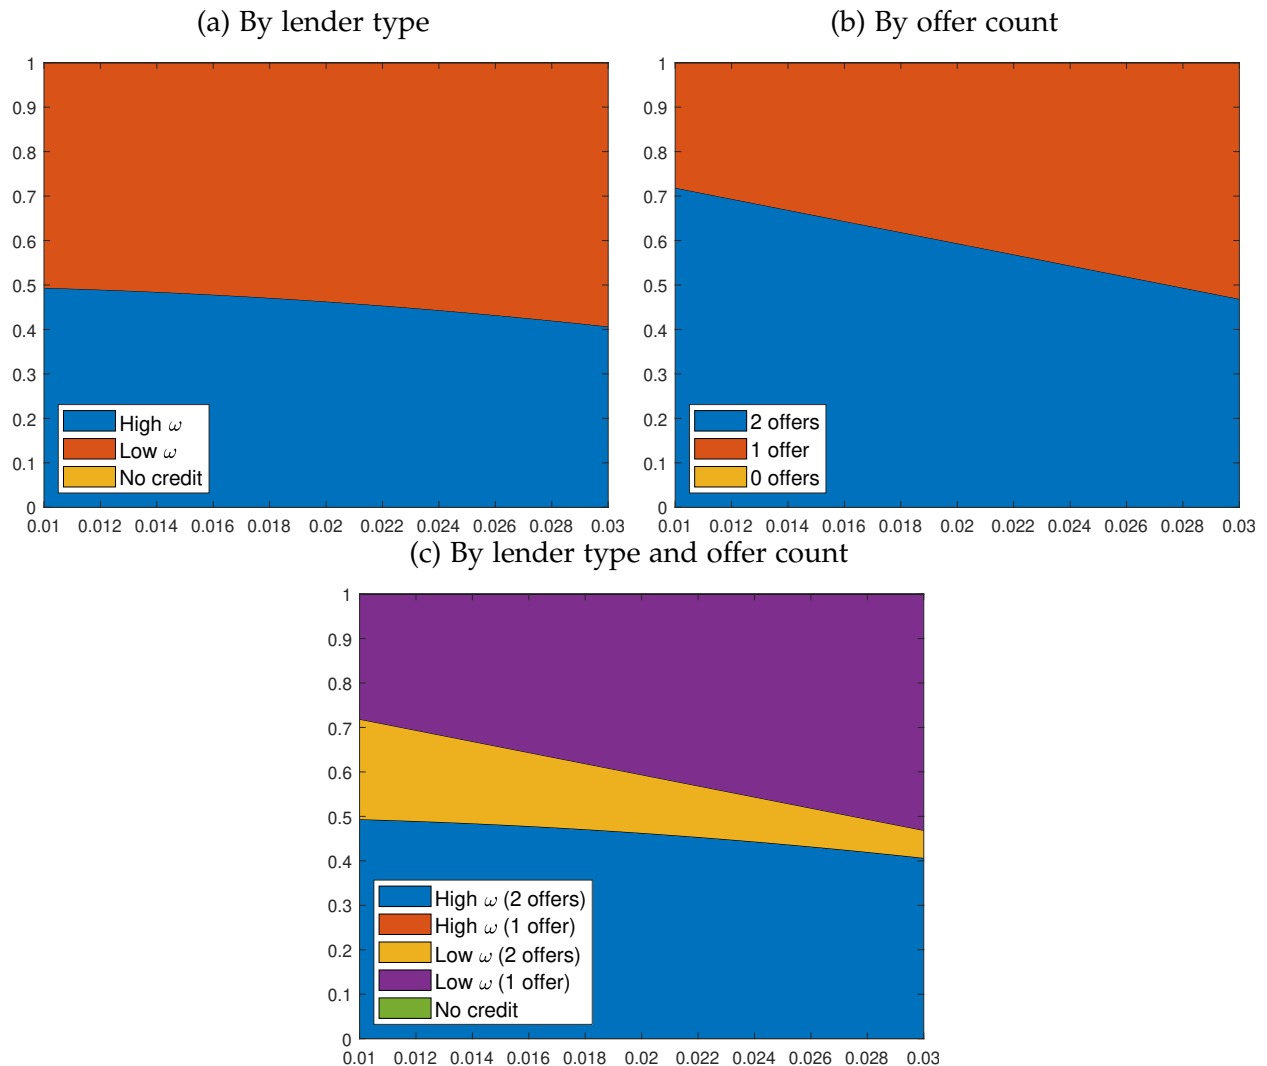 (a) By lender type
1
0.9
0.8
0.7
0.6
0.5
0.4
0.3
0.2
0.1
0
High ω
Low ω
No credit
0.01 0.012 0.014 0.016 0.018 0.02 0.022 0.024 0.026 0.028 0.03
(b) By offer count
1
0.9
0.8
0.7
0.6
0.5
0.4
0.3
0.2
0.1
0
2 offers
1 offer
0 offers
0.01 0.012 0.014 0.016 0.018 0.02 0.022 0.024 0.026 0.028 0.03
(c) By lender type and offer count
1
0.9
0.8
0.7
0.6
0.5
0.4
0.3
0.2
0.1
0
High ω (2 offers)
High ω (1 offer)
Low ω (2 offers)
Low ω (1 offer)
No credit
0.01 0.012 0.014 0.016 0.018 0.02 0.022 0.024 0.026 0.028 0.03